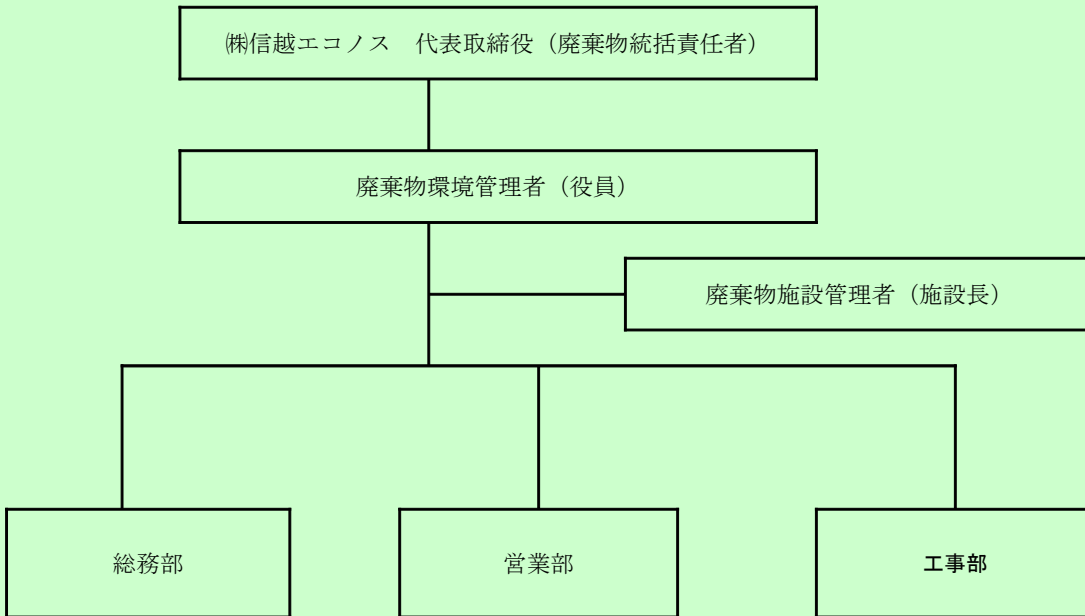 ㈱信越エコノス　代表取締役（廃棄物統括責任者）
廃棄物環境管理者（役員）
廃棄物施設管理者（施設長）
総務部
営業部
工事部